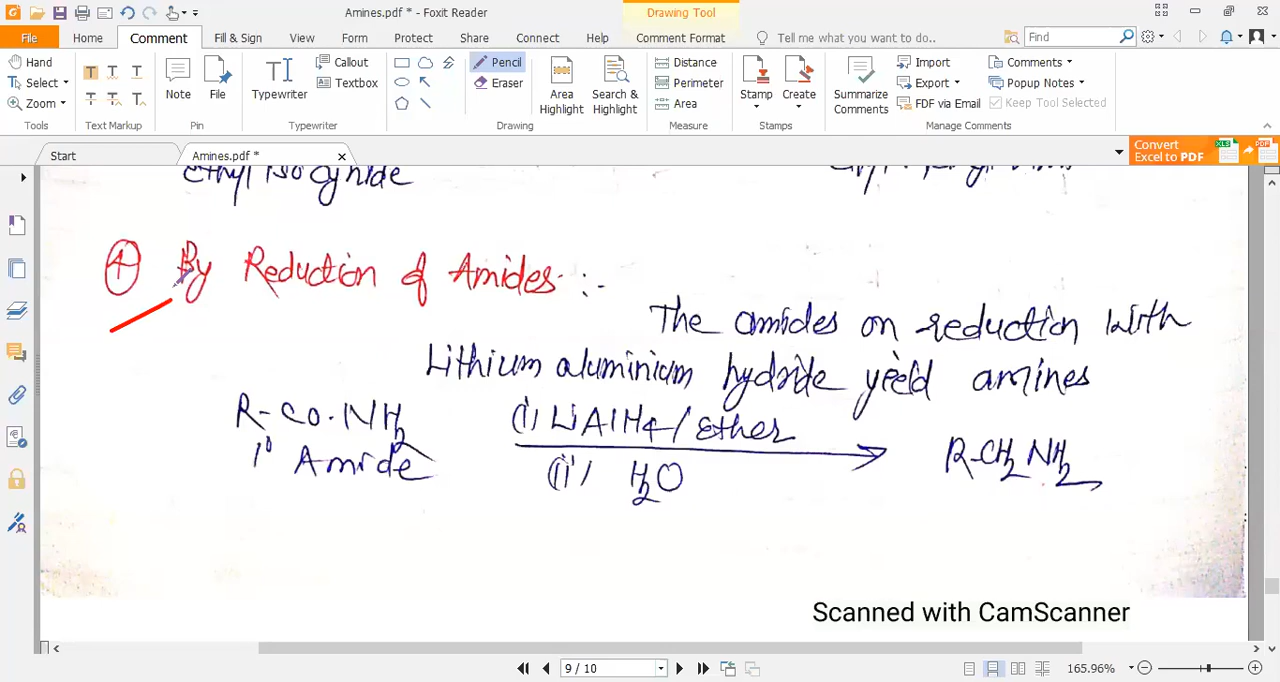 Amines.pdf * - Foxit Reader
Drawing Tool
File Home Comment Fill & Sign View Form Protect Share Connect Help Comment Format Tell me what you want to do.. Find
Hand
Select
Zoom
Tools
T T T
T T T
Text Markup
Note
File
Pin
Typewriter
Callout
Textbox
Typewriter
Pencil
Eraser
Area Highlight
Search & Highlight
Drawing
Distance
Perimeter
Area
Measure
Stamp
Create
Stamps
Summarize Comments
Import
Export
FDF via Email
Comments
Popup Notes
Keep Tool Selected
Manage Comments
Start
Amines.pdf *
Convert
Excel to PDF
Ethyl isocynide
④ By Reduction of Amides :-
The amides on reduction with
Lithium aluminium hydride yield amines
R-CO.NH2 (i) LiAlH4/Ether R-CH2NH2
1° Amide (ii) H2O
Scanned with CamScanner
9 / 10
165.96%